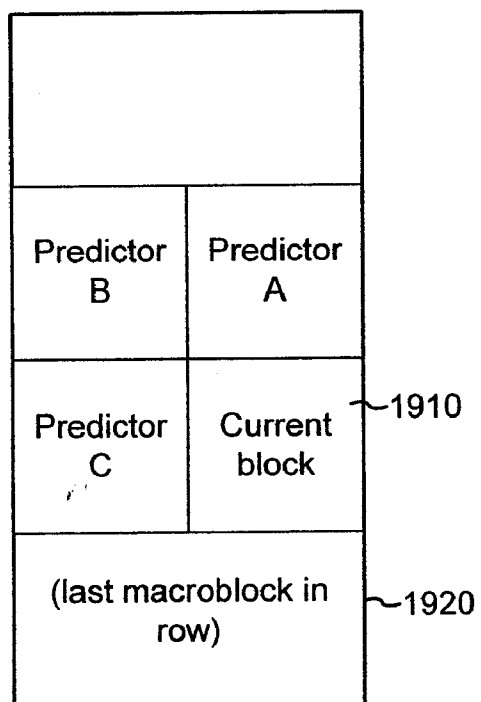 Predictor
B
Predictor
A
Predictor
C
Current
block
1910
(last macroblock in
row)
1920